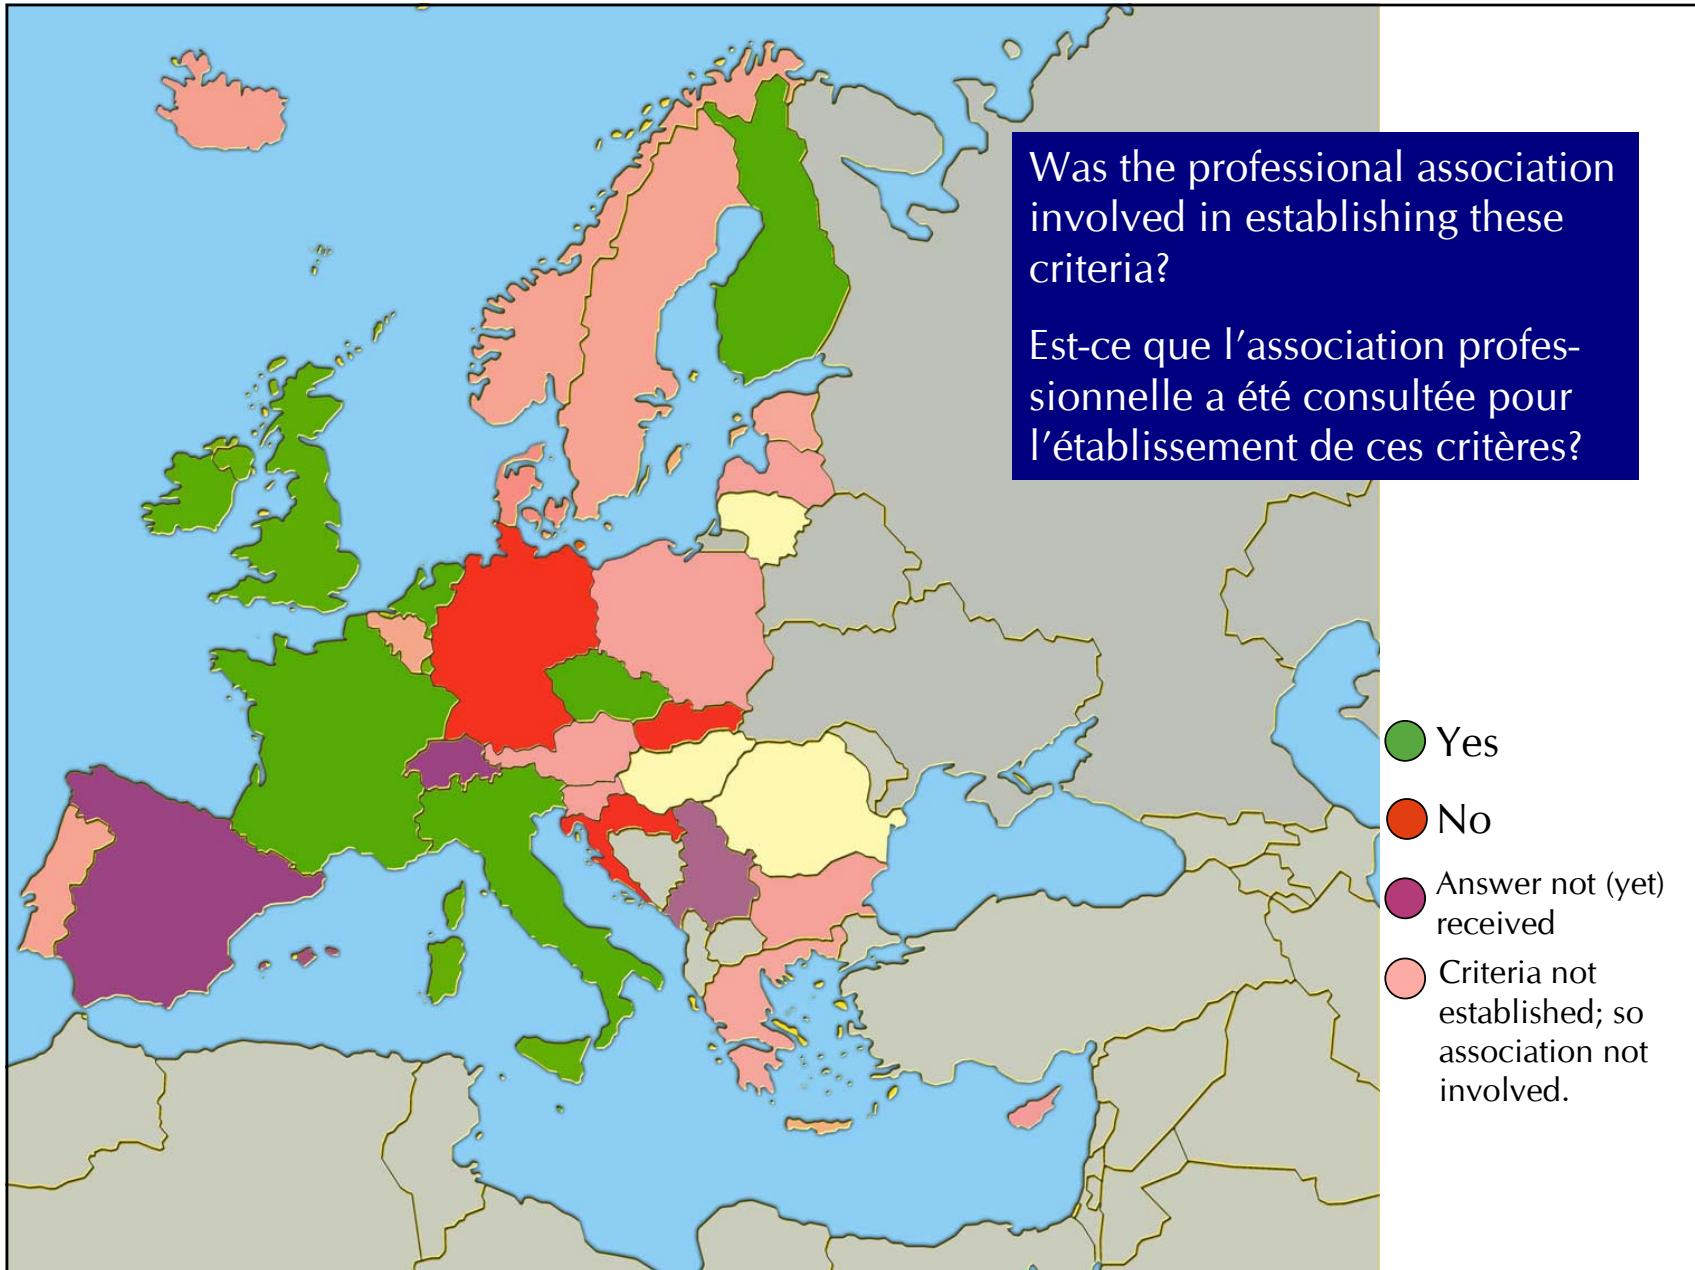 Was the professional association
involved in establishing these
criteria?
Est-ce que l'association profes-
sionnelle a été consultée pour
l'établissement de ces critères?
Yes
No
Answer not (yet)
received
Criteria not
established; so
association not
involved.